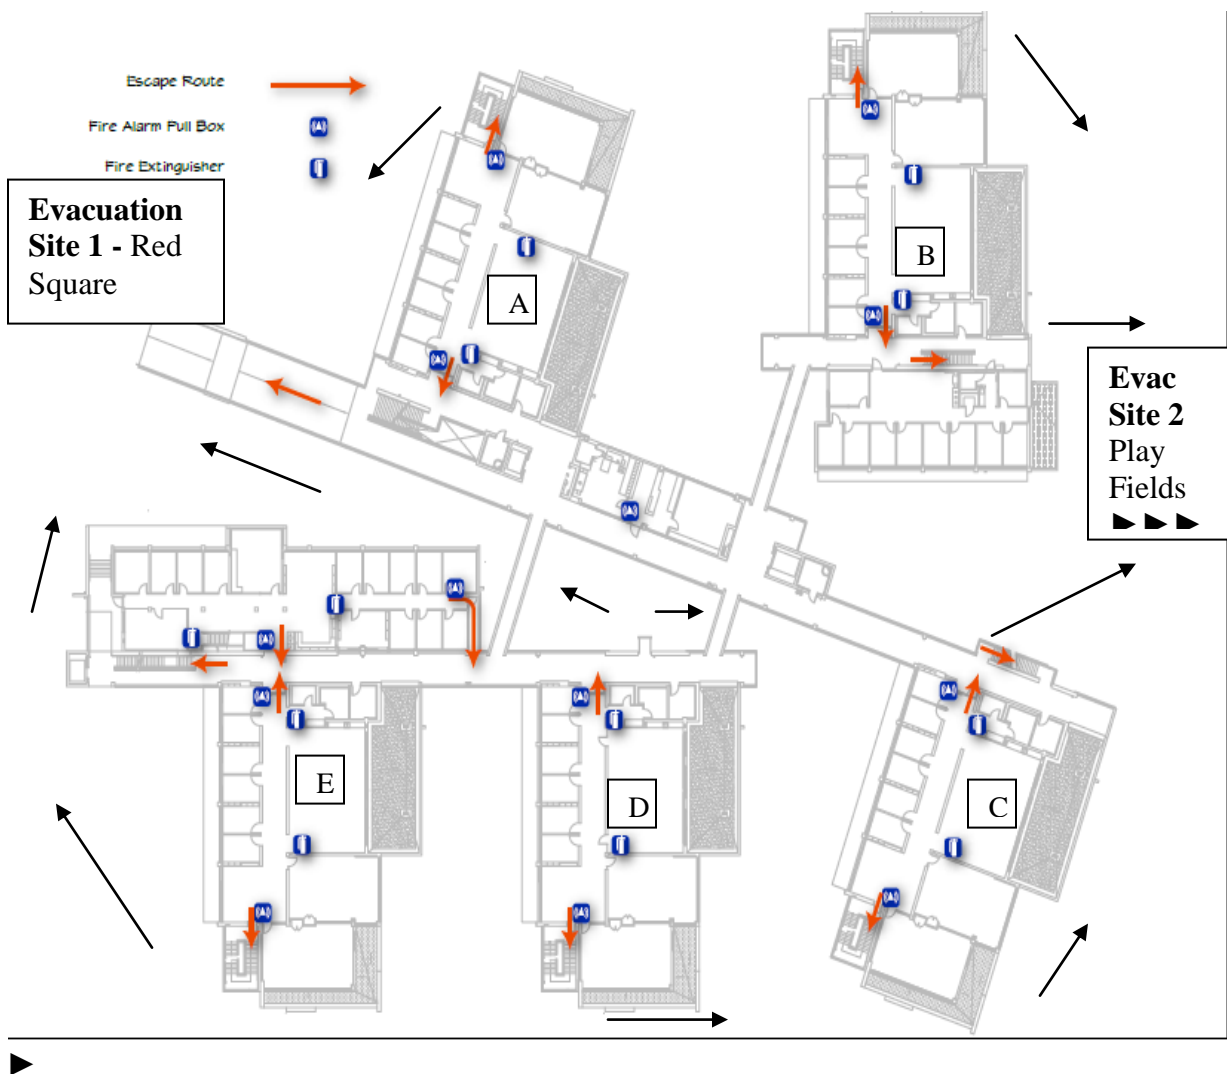 Escape Route
Fire Alarm Pull Box
Fire Extinguisher
Evacuation
Site 1 - Red
Square
A
B
Evac
Site 2
Play
Fields
E
D
C